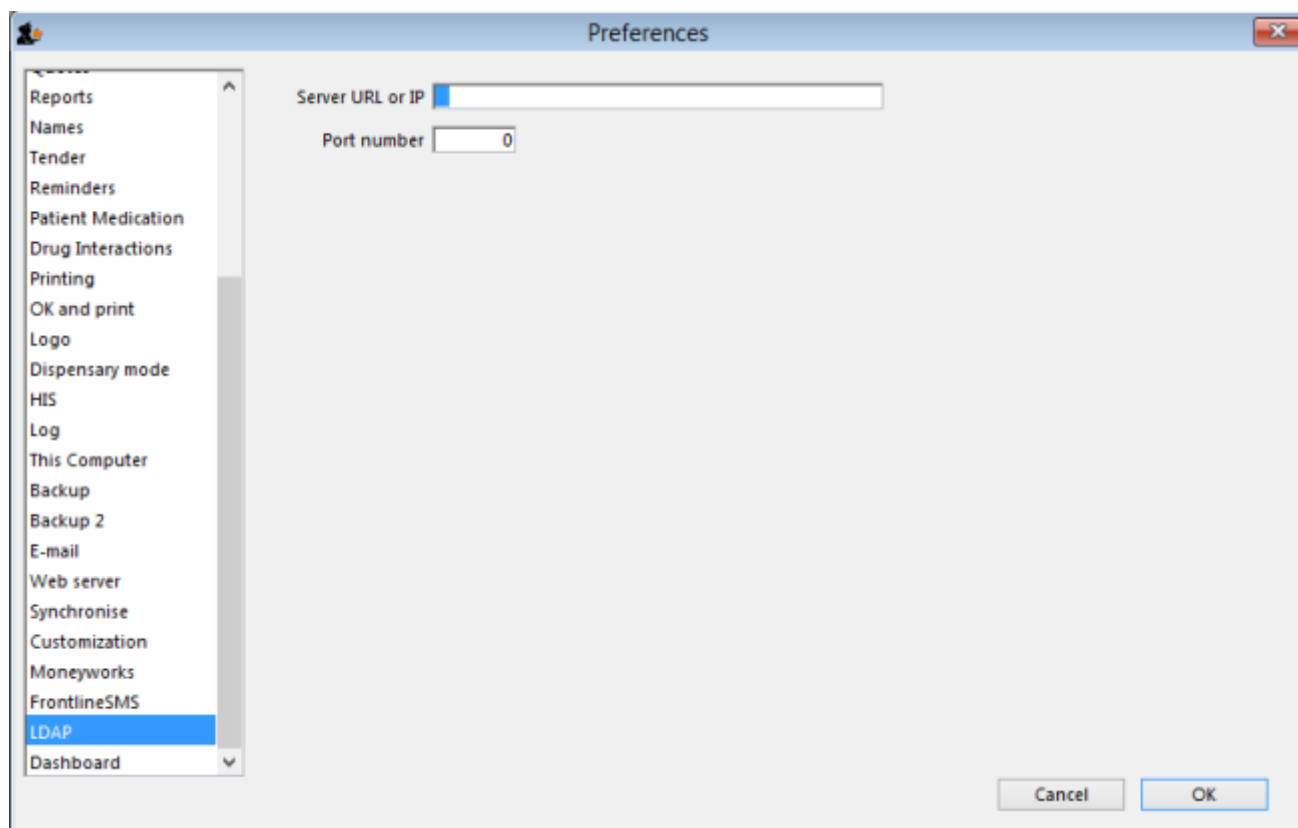 Preferences
Reports
Names
Tender
Reminders
Patient Medication
Drug Interactions
Printing
OK and print
Logo
Dispensary mode
HIS
Log
This Computer
Backup
Backup 2
E-mail
Web server
Synchronise
Customization
Moneyworks
FrontlineSMS
LDAP
Dashboard
Server URL or IP
Port number 0
Cancel OK